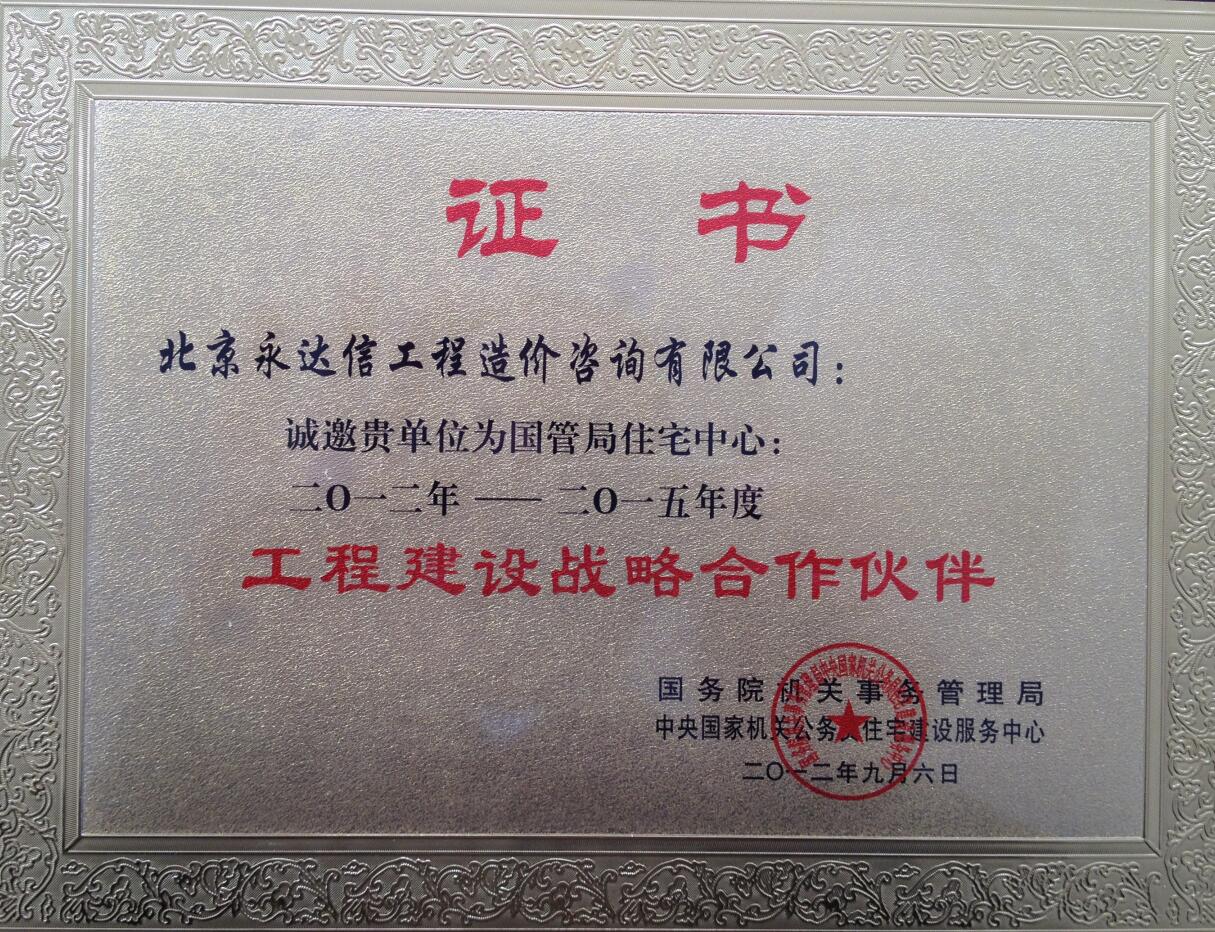 证 书
北京永达信工程造价咨询有限公司：
诚邀贵单位为国管局住宅中心：
二〇一二年 —— 二〇一五年度
工程建设战略合作伙伴
国务院机关事务管理局
中央国家机关公务员住宅建设服务中心
二〇一二年九月六日